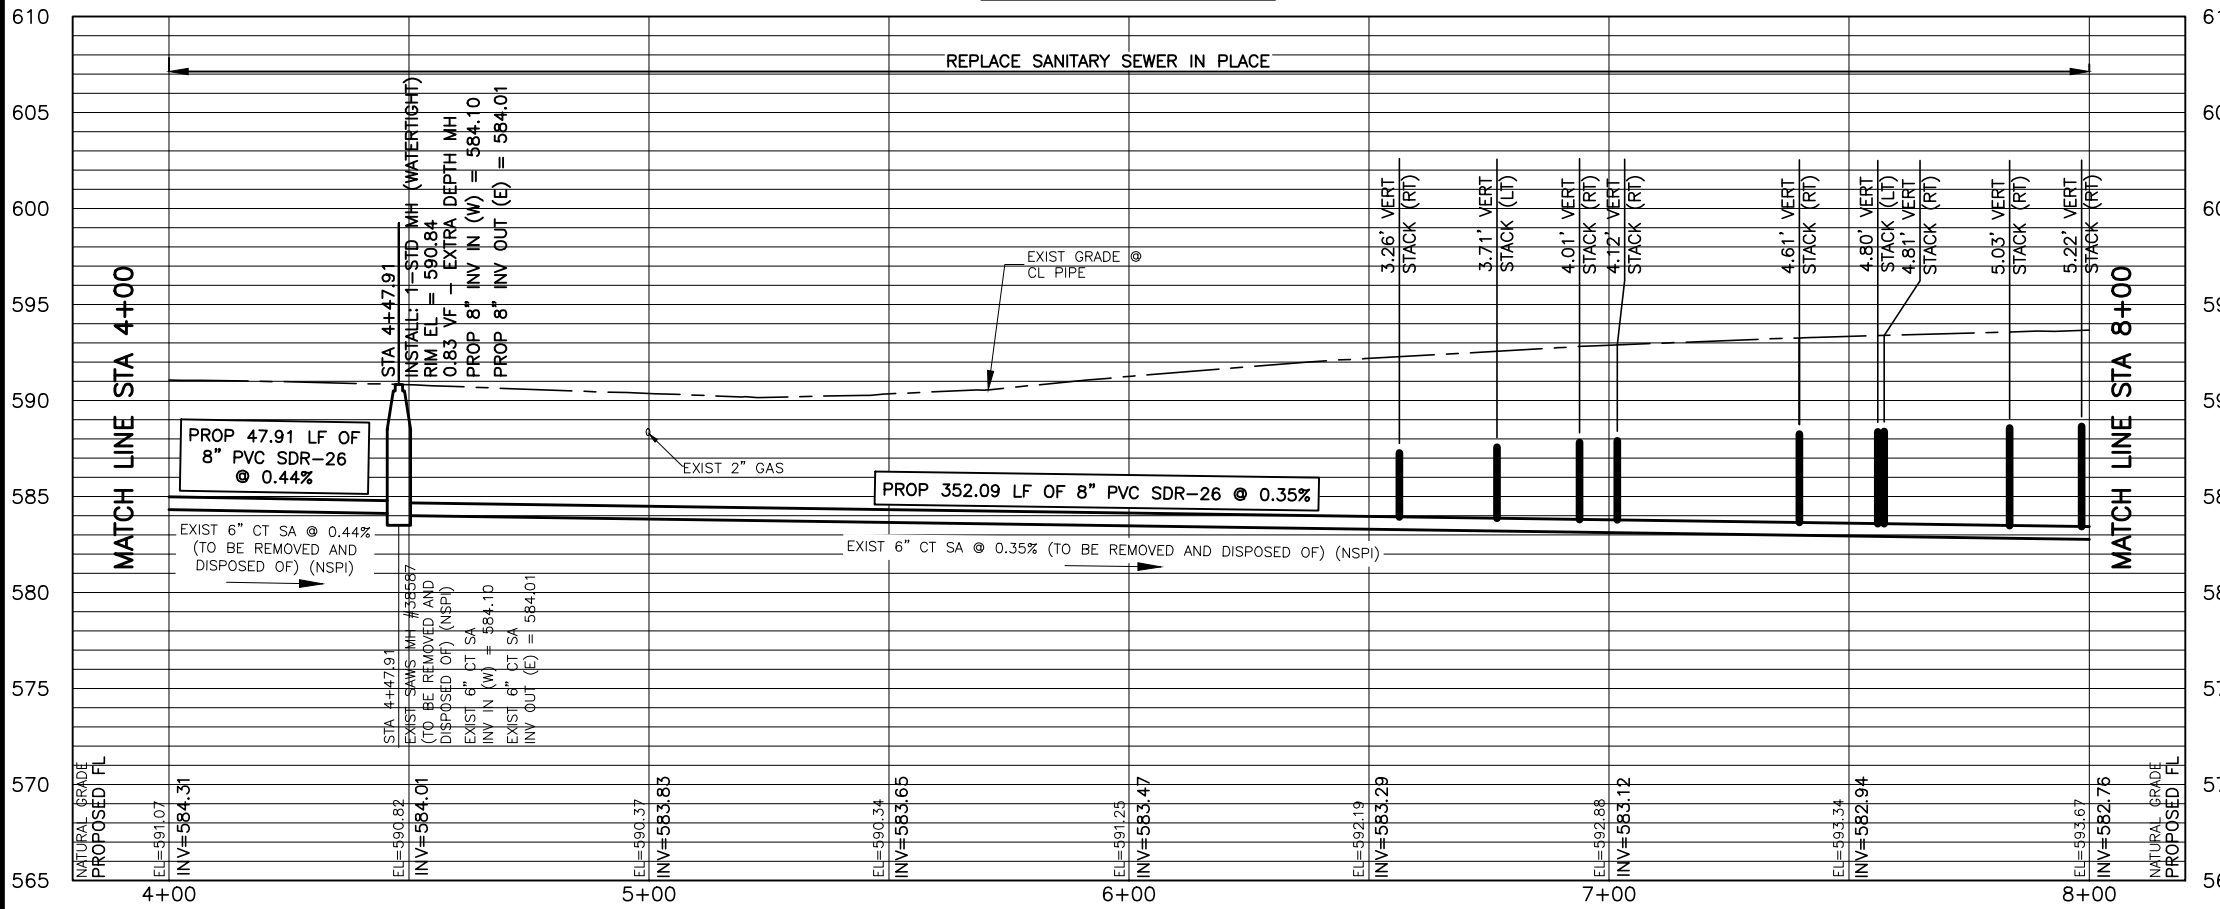 610
605
600
595
590
585
580
575
570
565
REPLACE SANITARY SEWER IN PLACE
MATCH LINE STA 4+00
STA 4+47.91
INSTALL: 1-STD MH (WATERTIGHT)
RIM EL = 590.84
0.83 VF - EXTRA DEPTH MH
PROP 8" INV IN (W) = 584.10
PROP 8" INV OUT (E) = 584.01
EXIST GRADE @
CL PIPE
3.26' VERT
STACK (RT)
3.71' VERT
STACK (LT)
4.01' VERT
STACK (RT)
4.12' VERT
STACK (RT)
4.61' VERT
STACK (RT)
4.80' VERT
STACK (LT)
4.81' VERT
STACK (RT)
5.03' VERT
STACK (RT)
5.22' VERT
STACK (RT)
MATCH LINE STA 8+00
PROP 47.91 LF OF
8" PVC SDR-26
@ 0.44%
EXIST 2" GAS
PROP 352.09 LF OF 8" PVC SDR-26 @ 0.35%
EXIST 6" CT SA @ 0.44%
(TO BE REMOVED AND
DISPOSED OF) (NSPI)
EXIST 6" CT SA @ 0.35% (TO BE REMOVED AND DISPOSED OF) (NSPI)
STA 4+47.91
EXIST SAWS MH #38587
(TO BE REMOVED AND
DISPOSED OF) (NSPI)
EXIST 6" CT SA
INV IN (W) = 584.10
EXIST 6" CT SA
INV OUT (E) = 584.01
NATURAL GRADE
PROPOSED FL
EL=591.07
INV=584.31
EL=590.82
INV=584.01
EL=590.37
INV=583.83
EL=590.34
INV=583.65
EL=591.25
INV=583.47
EL=592.19
INV=583.29
EL=592.88
INV=583.12
EL=593.34
INV=582.94
EL=593.67
INV=582.76
NATURAL GRADE
PROPOSED FL
4+00
5+00
6+00
7+00
8+00